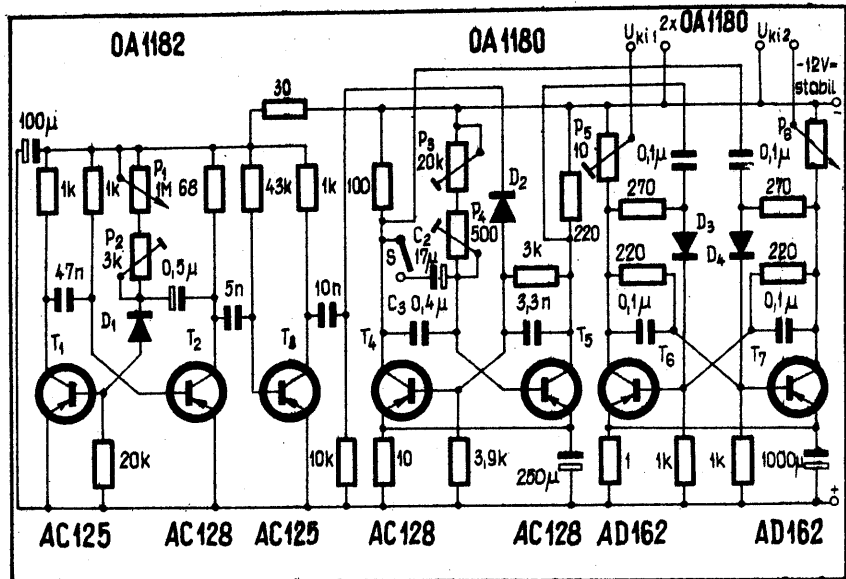 OA1182
OA1180
2x OA1180
Uki1
Uki2
-12V=
stabil
-
30
100µ
1k
1k
P1
1M
68
43k
1k
100
P3
20k
D2
P5
10
0,1µ
0,1µ
P6
P2
3k
47n
0,5µ
5n
10n
S
C2
17µ
P4
500
220
270
270
D3
D4
3k
220
220
D1
C3 0,4µ
3,3n
0,1µ
0,1µ
T1
T2
T3
T4
T5
T6
T7
20k
10k
10
3,9k
250µ
1
1k
1k
1000µ
+
AC125
AC128
AC125
AC128
AC128
AD162
AD162